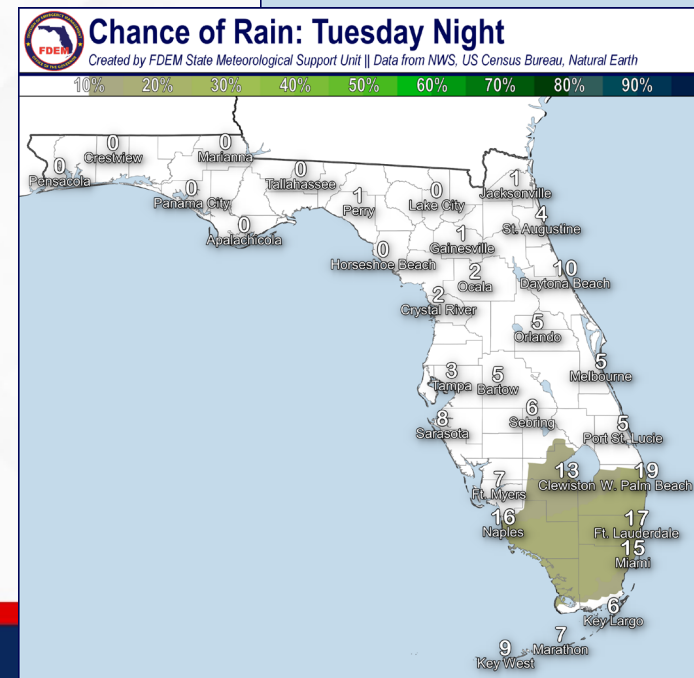 Chance of Rain: Tuesday Night
FDEM
Created by FDEM State Meteorological Support Unit || Data from NWS, US Census Bureau, Natural Earth
10% 20% 30% 40% 50% 60% 70% 80% 90%
0
Pensacola
0
Crestview
0
Marianna
0
Panama City
0
Apalachicola
0
Tallahassee
1
Perry
0
Lake City
1
Jacksonville
4
St. Augustine
1
Gainesville
0
Horseshoe Beach
2
Ocala
10
Daytona Beach
2
Crystal River
5
Orlando
5
Melbourne
3
Tampa
5
Bartow
6
Sebring
8
Sarasota
5
Port St. Lucie
7
Ft. Myers
13
Clewiston
19
W. Palm Beach
16
Naples
17
Ft. Lauderdale
15
Miami
6
Key Largo
7
Marathon
9
Key West